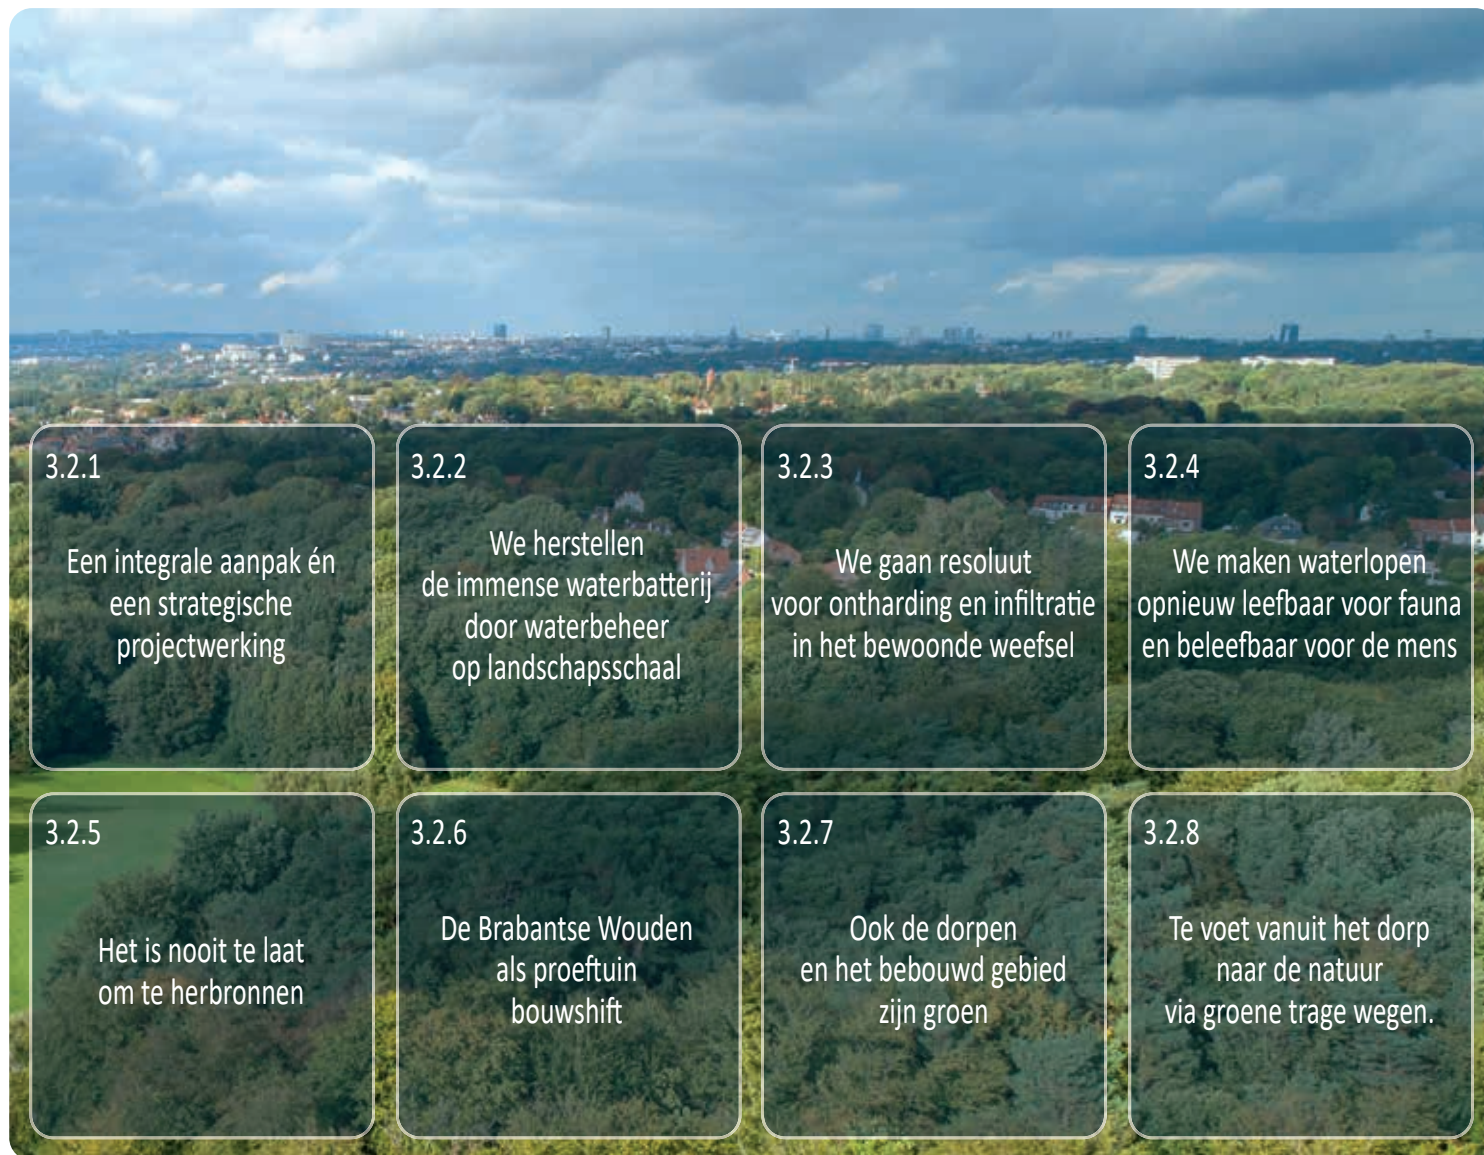 3.2.1
Een integrale aanpak én
een strategische
projectwerking
3.2.2
We herstellen
de immense waterbatterij
door waterbeheer
op landschapsschaal
3.2.3
We gaan resoluut
voor ontharding en infiltratie
in het bewoonde weefsel
3.2.4
We maken waterlopen
opnieuw leefbaar voor fauna
en beleefbaar voor de mens
3.2.5
Het is nooit te laat
om te herbronnen
3.2.6
De Brabantse Wouden
als proeftuin
bouwshift
3.2.7
Ook de dorpen
en het bebouwd gebied
zijn groen
3.2.8
Te voet vanuit het dorp
naar de natuur
via groene trage wegen.